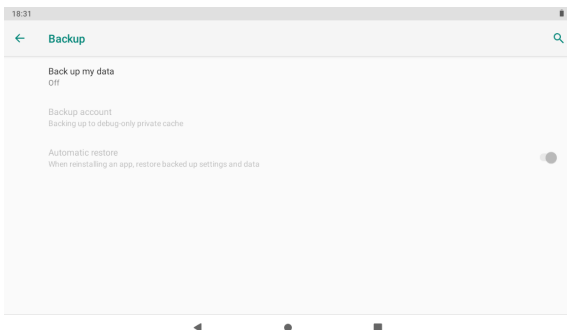 18:31
Backup
Back up my data
Off
Backup account
Backing up to debug-only private cache
Automatic restore
When reinstalling an app, restore backed up settings and data